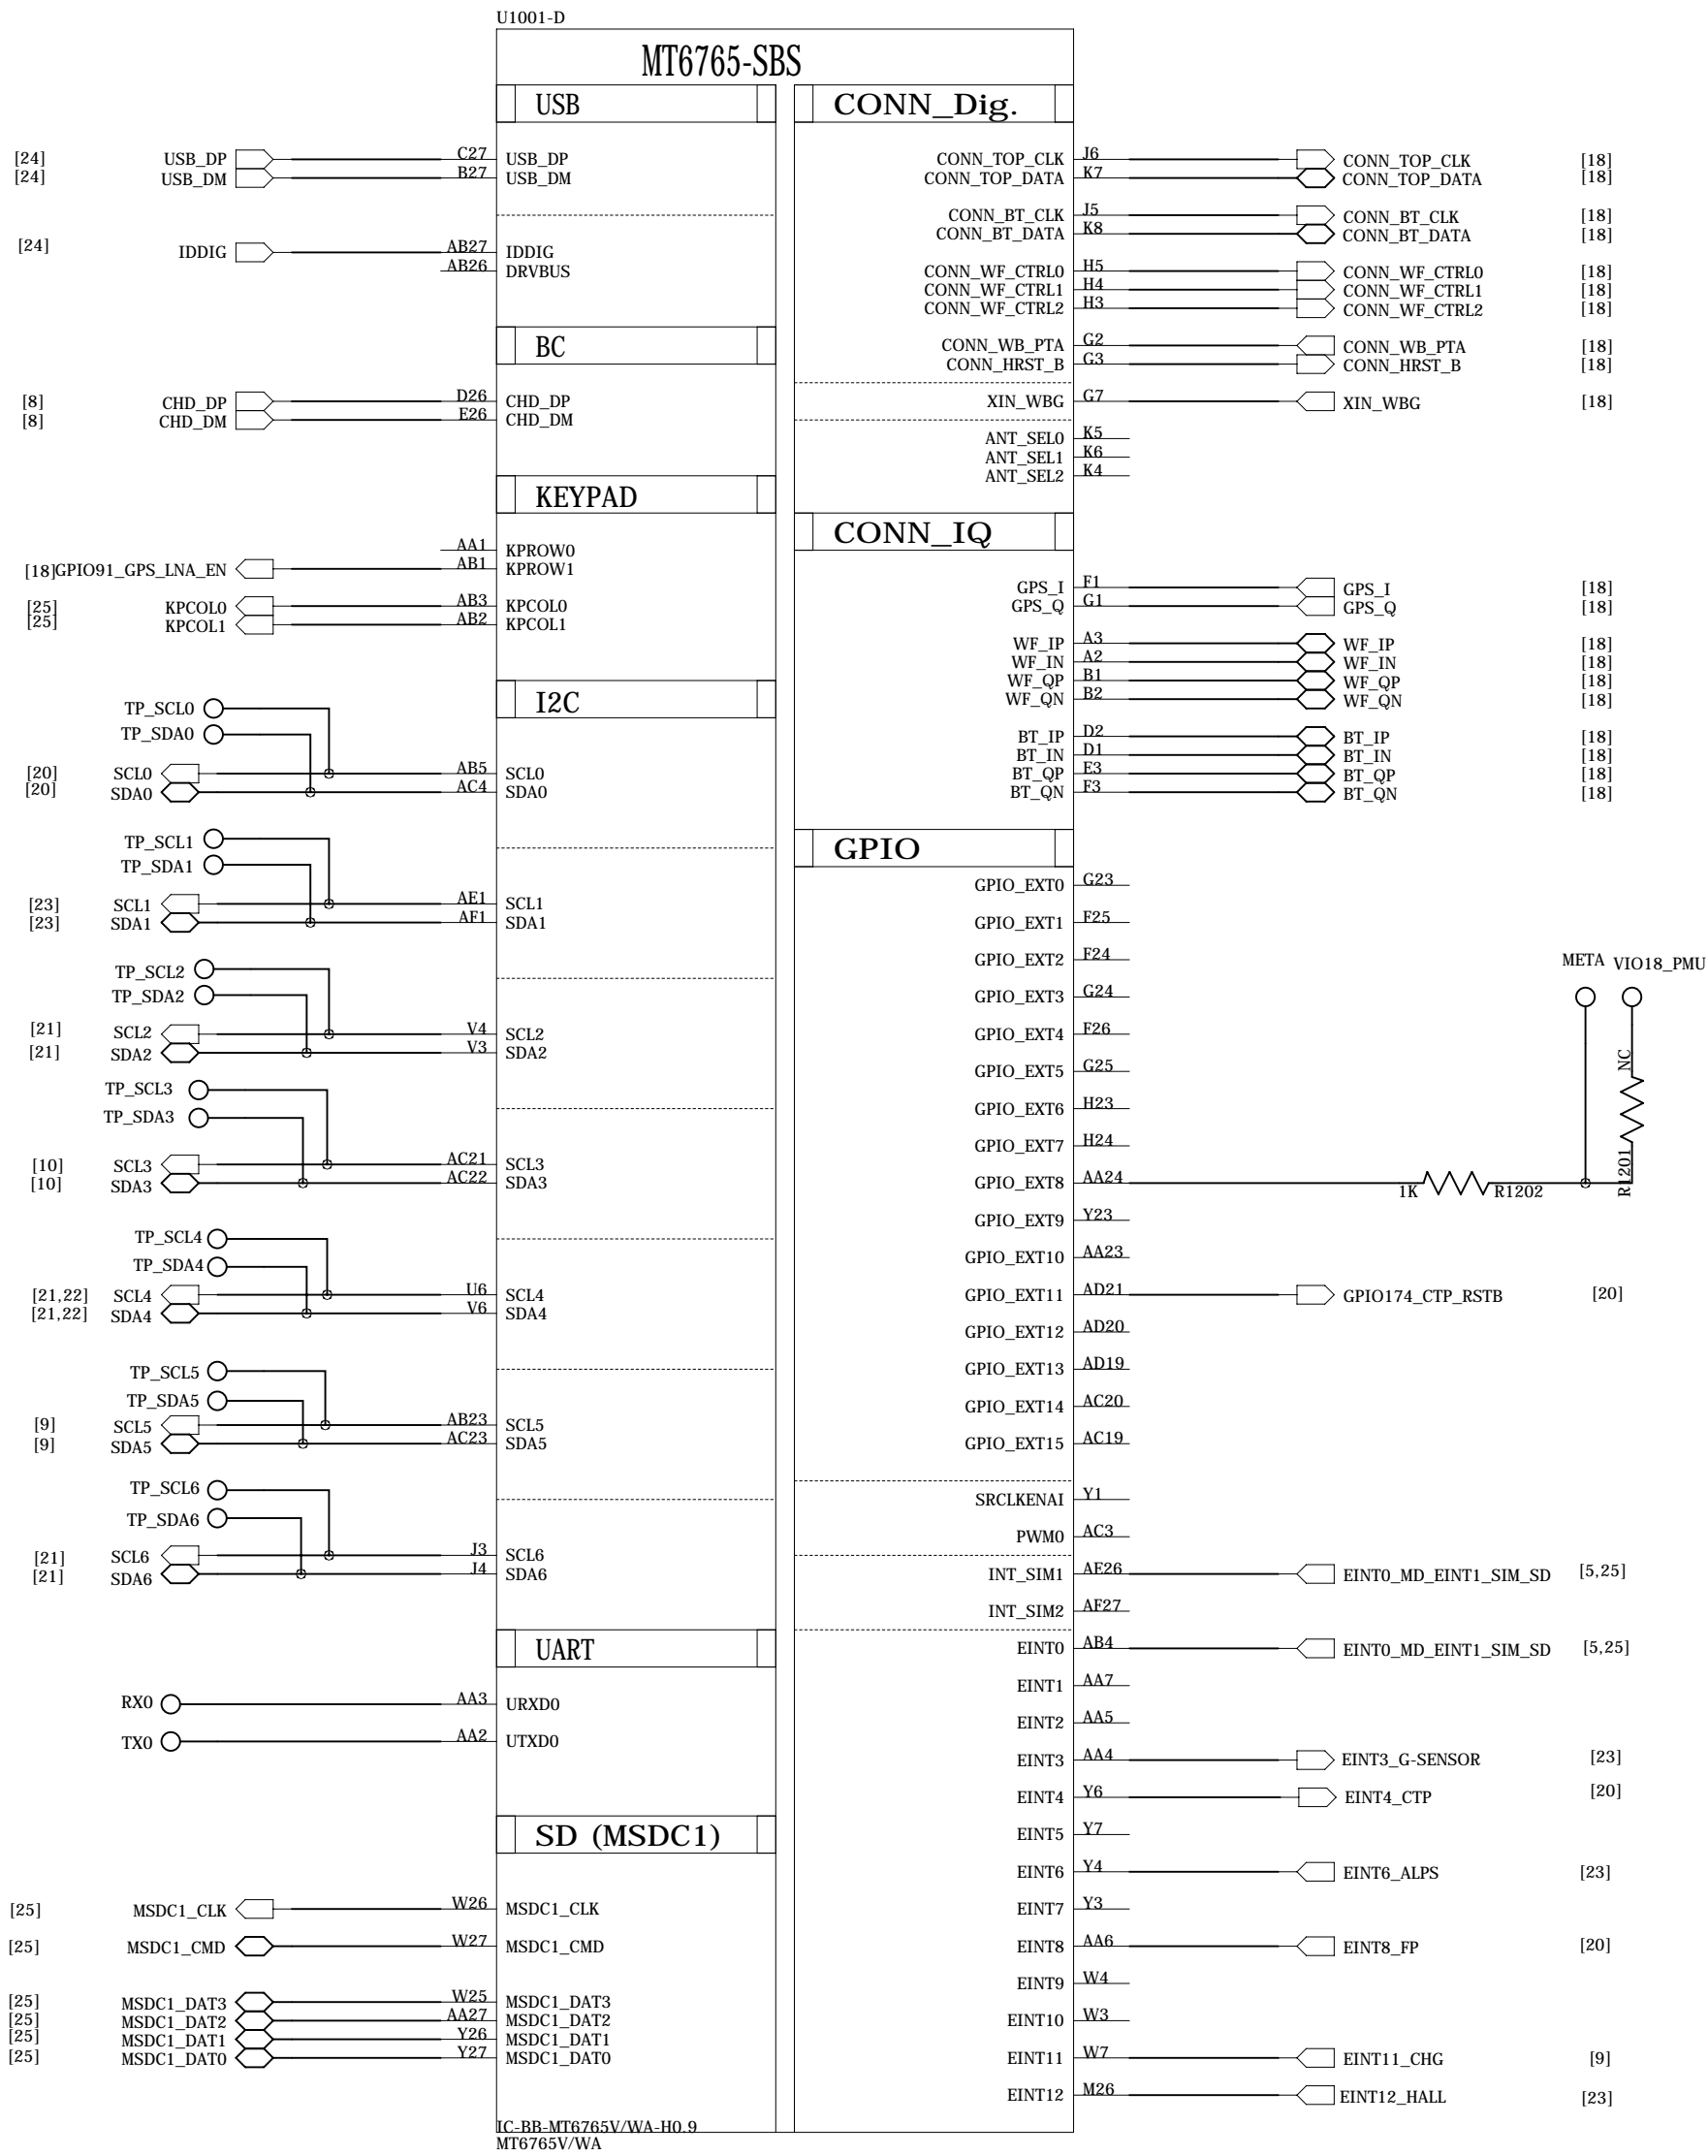 U1001-D
MT6765-SBS
USB
[24] USB_DP C27 USB_DP
[24] USB_DM B27 USB_DM
[24] IDDIG AB27 IDDIG
AB26 DRVBUS
BC
[8] CHD_DP D26 CHD_DP
[8] CHD_DM E26 CHD_DM
KEYPAD
AA1 KPROW0
[18]GPIO91_GPS_LNA_EN AB1 KPROW1
[25] KPCOL0 AB3 KPCOL0
[25] KPCOL1 AB2 KPCOL1
I2C
TP_SCL0
TP_SDA0
[20] SCL0 AB5 SCL0
[20] SDA0 AC4 SDA0
TP_SCL1
TP_SDA1
[23] SCL1 AE1 SCL1
[23] SDA1 AF1 SDA1
TP_SCL2
TP_SDA2
[21] SCL2 V4 SCL2
[21] SDA2 V3 SDA2
TP_SCL3
TP_SDA3
[10] SCL3 AC21 SCL3
[10] SDA3 AC22 SDA3
TP_SCL4
TP_SDA4
[21,22] SCL4 U6 SCL4
[21,22] SDA4 V6 SDA4
TP_SCL5
TP_SDA5
[9] SCL5 AB23 SCL5
[9] SDA5 AC23 SDA5
TP_SCL6
TP_SDA6
[21] SCL6 J3 SCL6
[21] SDA6 J4 SDA6
UART
RX0 AA3 URXD0
TX0 AA2 UTXD0
SD (MSDC1)
[25] MSDC1_CLK W26 MSDC1_CLK
[25] MSDC1_CMD W27 MSDC1_CMD
[25] MSDC1_DAT3 W25 MSDC1_DAT3
[25] MSDC1_DAT2 AA27 MSDC1_DAT2
[25] MSDC1_DAT1 Y26 MSDC1_DAT1
[25] MSDC1_DAT0 Y27 MSDC1_DAT0
IC-BB-MT6765V/WA-H0.9
MT6765V/WA
CONN_Dig.
CONN_TOP_CLK J6 CONN_TOP_CLK [18]
CONN_TOP_DATA K7 CONN_TOP_DATA [18]
CONN_BT_CLK J5 CONN_BT_CLK [18]
CONN_BT_DATA K8 CONN_BT_DATA [18]
CONN_WF_CTRL0 H5 CONN_WF_CTRL0 [18]
CONN_WF_CTRL1 H4 CONN_WF_CTRL1 [18]
CONN_WF_CTRL2 H3 CONN_WF_CTRL2 [18]
CONN_WB_PTA G2 CONN_WB_PTA [18]
CONN_HRST_B G3 CONN_HRST_B [18]
XIN_WBG G7 XIN_WBG [18]
ANT_SEL0 K5
ANT_SEL1 K6
ANT_SEL2 K4
CONN_IQ
GPS_I F1 GPS_I [18]
GPS_Q G1 GPS_Q [18]
WF_IP A3 WF_IP [18]
WF_IN A2 WF_IN [18]
WF_QP B1 WF_QP [18]
WF_QN B2 WF_QN [18]
BT_IP D2 BT_IP [18]
BT_IN D1 BT_IN [18]
BT_QP E3 BT_QP [18]
BT_QN F3 BT_QN [18]
GPIO
GPIO_EXT0 G23
GPIO_EXT1 F25
GPIO_EXT2 F24
GPIO_EXT3 G24
GPIO_EXT4 F26
GPIO_EXT5 G25
GPIO_EXT6 H23
GPIO_EXT7 H24
GPIO_EXT8 AA24 1K R1202
META VIO18_PMU
NC
R1201
GPIO_EXT9 Y23
GPIO_EXT10 AA23
GPIO_EXT11 AD21 GPIO174_CTP_RSTB [20]
GPIO_EXT12 AD20
GPIO_EXT13 AD19
GPIO_EXT14 AC20
GPIO_EXT15 AC19
SRCLKENAI Y1
PWM0 AC3
INT_SIM1 AE26 EINT0_MD_EINT1_SIM_SD [5,25]
INT_SIM2 AF27
EINT0 AB4 EINT0_MD_EINT1_SIM_SD [5,25]
EINT1 AA7
EINT2 AA5
EINT3 AA4 EINT3_G-SENSOR [23]
EINT4 Y6 EINT4_CTP [20]
EINT5 Y7
EINT6 Y4 EINT6_ALPS [23]
EINT7 Y3
EINT8 AA6 EINT8_FP [20]
EINT9 W4
EINT10 W3
EINT11 W7 EINT11_CHG [9]
EINT12 M26 EINT12_HALL [23]